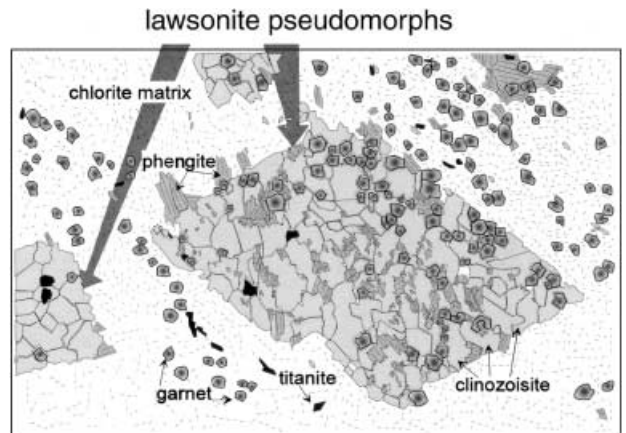 lawsonite pseudomorphs
chlorite matrix
phengite
clinozoisite
titanite
garnet